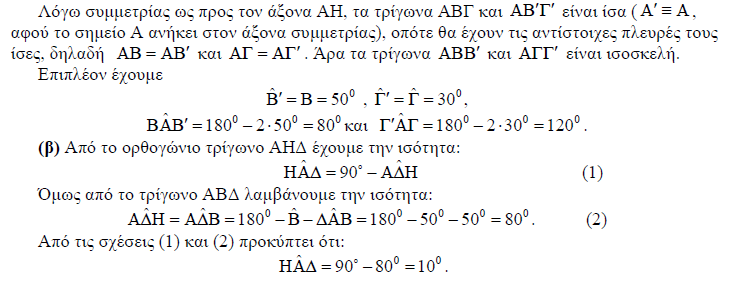 Λόγω συμμετρίας ως προς τον άξονα ΑΗ, τα τρίγωνα ΑΒΓ και ΑΒ′Γ′ είναι ίσα ( Α′ ≡ Α ,
αφού το σημείο Α ανήκει στον άξονα συμμετρίας), οπότε θα έχουν τις αντίστοιχες πλευρές τους
ίσες, δηλαδή ΑΒ = ΑΒ′ και ΑΓ = ΑΓ′ . Άρα τα τρίγωνα ΑΒΒ′ και ΑΓΓ′ είναι ισοσκελή.
Επιπλέον έχουμε
Β̂′ = Β = 50⁰ , Γ̂′ = Γ̂ = 30⁰,
ΒÂΒ′ = 180⁰ − 2·50⁰ = 80⁰ και Γ′ÂΓ = 180⁰ − 2·30⁰ = 120⁰ .
(β) Από το ορθογώνιο τρίγωνο ΑΗΔ έχουμε την ισότητα:
ΗÂΔ = 90° − ΑΔ̂Η (1)
Όμως από το τρίγωνο ΑΒΔ λαμβάνουμε την ισότητα:
ΑΔ̂Η = ΑΔ̂Β = 180⁰ − Β̂ − ΔÂΒ = 180⁰ − 50⁰ − 50⁰ = 80⁰ . (2)
Από τις σχέσεις (1) και (2) προκύπτει ότι:
ΗÂΔ = 90° − 80⁰ = 10⁰ .